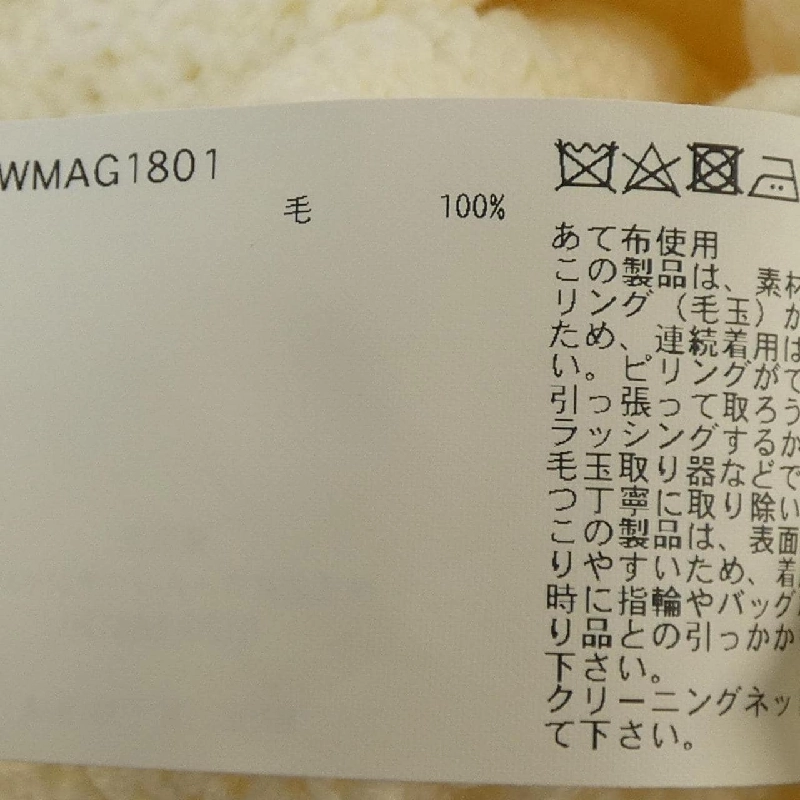 WMAG1801
毛 100%
あて布使用
この製品は、素材
リング（毛玉）が
ため、連続着用は
い。ピリングがで
引っ張って取ろう
ラッシングするか
毛玉取り器などで
つ丁寧に取り除い
この製品は、表面
りやすいため、着
時に指輪やバッグ
り品との引っかか
下さい。
クリーニングネッ
て下さい。